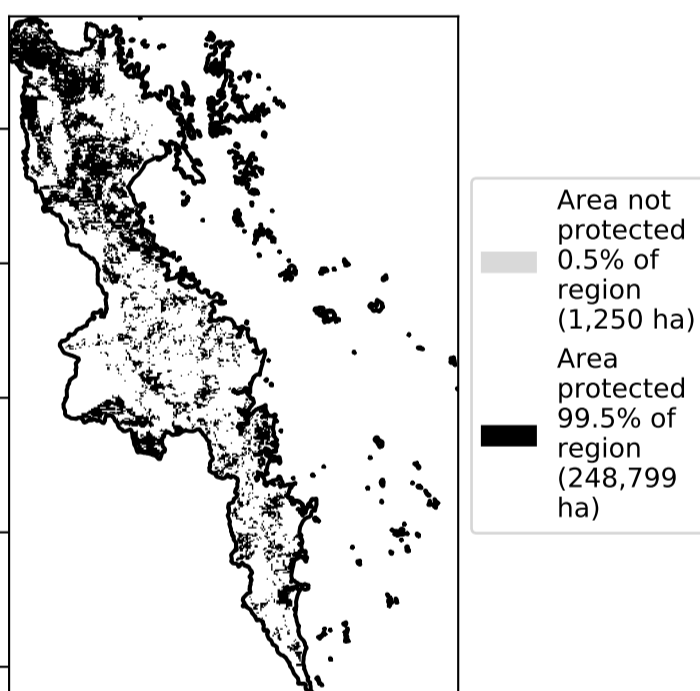 Area not
protected
0.5% of
region
(1,250 ha)
Area
protected
99.5% of
region
(248,799
ha)